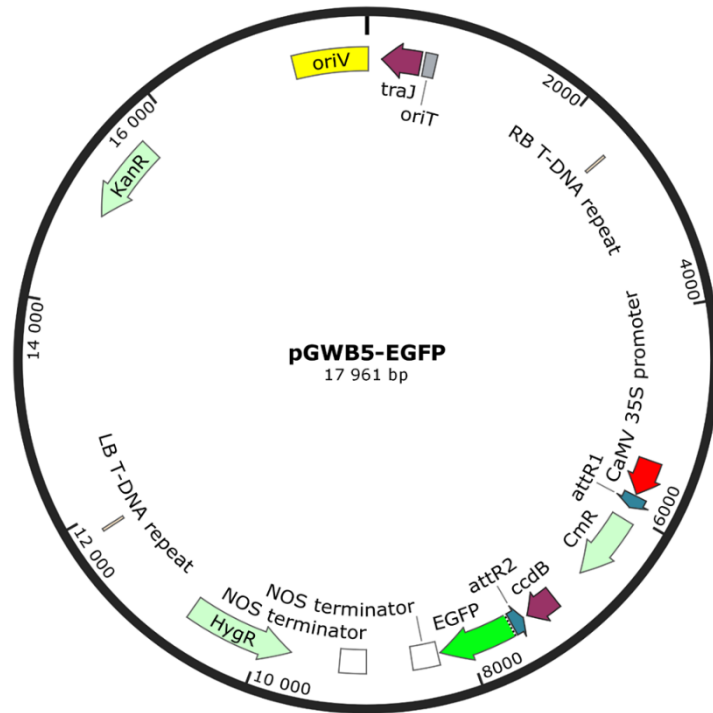 oriV
traJ
oriT
2000
RB T-DNA repeat
4000
CaMV 35S promoter
attR1
6000
CmR
ccdB
attR2
EGFP
8000
NOS terminator
NOS terminator
10 000
HygR
LB T-DNA repeat
12 000
14 000
KanR
16 000
pGWB5-EGFP
17 961 bp